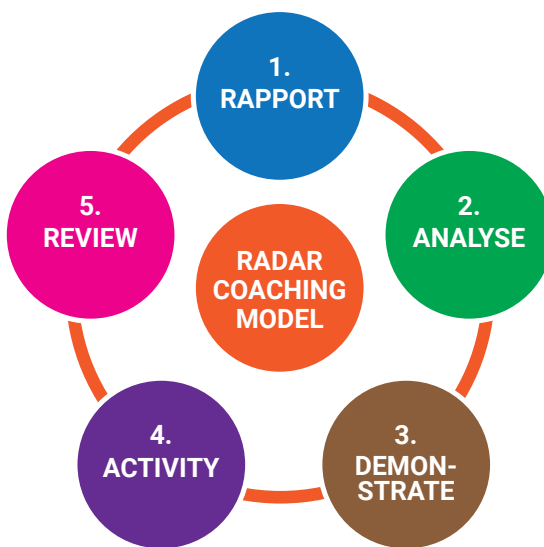 1.
RAPPORT
2.
ANALYSE
3.
DEMON-
STRATE
4.
ACTIVITY
5.
REVIEW
RADAR
COACHING
MODEL